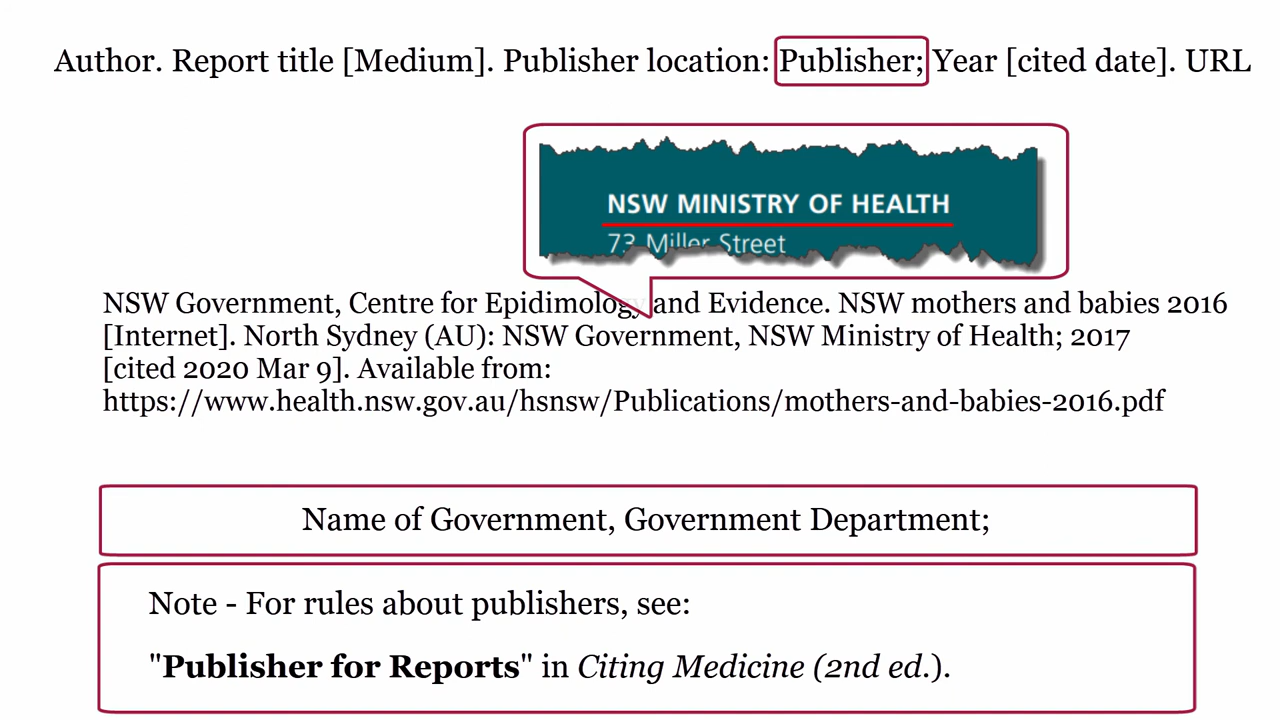 Author. Report title [Medium]. Publisher location: Publisher; Year [cited date]. URL
NSW MINISTRY OF HEALTH
73 Miller Street
NSW Government, Centre for Epidimology and Evidence. NSW mothers and babies 2016
[Internet]. North Sydney (AU): NSW Government, NSW Ministry of Health; 2017
[cited 2020 Mar 9]. Available from:
https://www.health.nsw.gov.au/hsnsw/Publications/mothers-and-babies-2016.pdf
Name of Government, Government Department;
Note - For rules about publishers, see:
"Publisher for Reports" in Citing Medicine (2nd ed.).